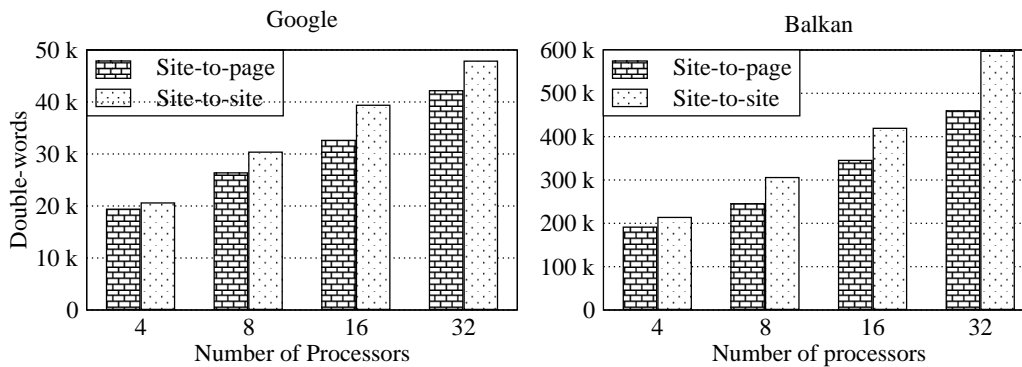 Google
50 k
40 k
30 k
20 k
10 k
0
Double-words
Site-to-page
Site-to-site
4 8 16 32
Number of Processors
Balkan
600 k
500 k
400 k
300 k
200 k
100 k
0
Site-to-page
Site-to-site
4 8 16 32
Number of processors